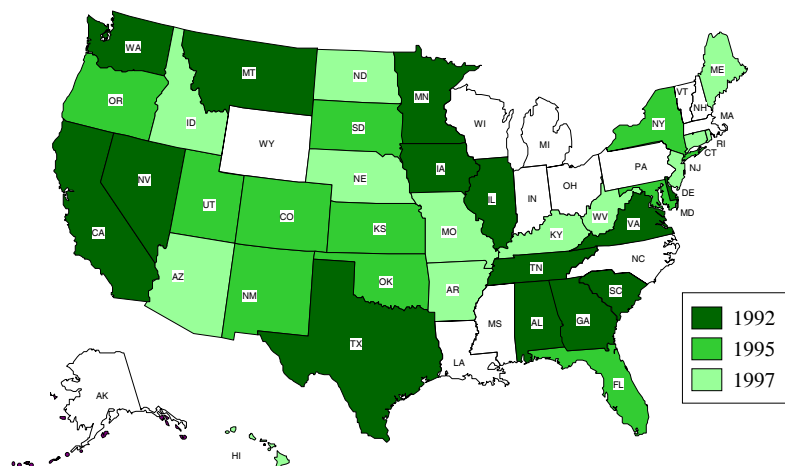 WA
MT
ND
MN
ME
VT
NH
MA
OR
ID
WY
SD
WI
MI
NY
RI
CT
NV
UT
CO
NE
IA
IL
IN
OH
PA
NJ
DE
MD
CA
KS
MO
KY
WV
VA
AZ
NM
OK
AR
TN
NC
SC
TX
LA
MS
AL
GA
FL
AK
HI
1992
1995
1997